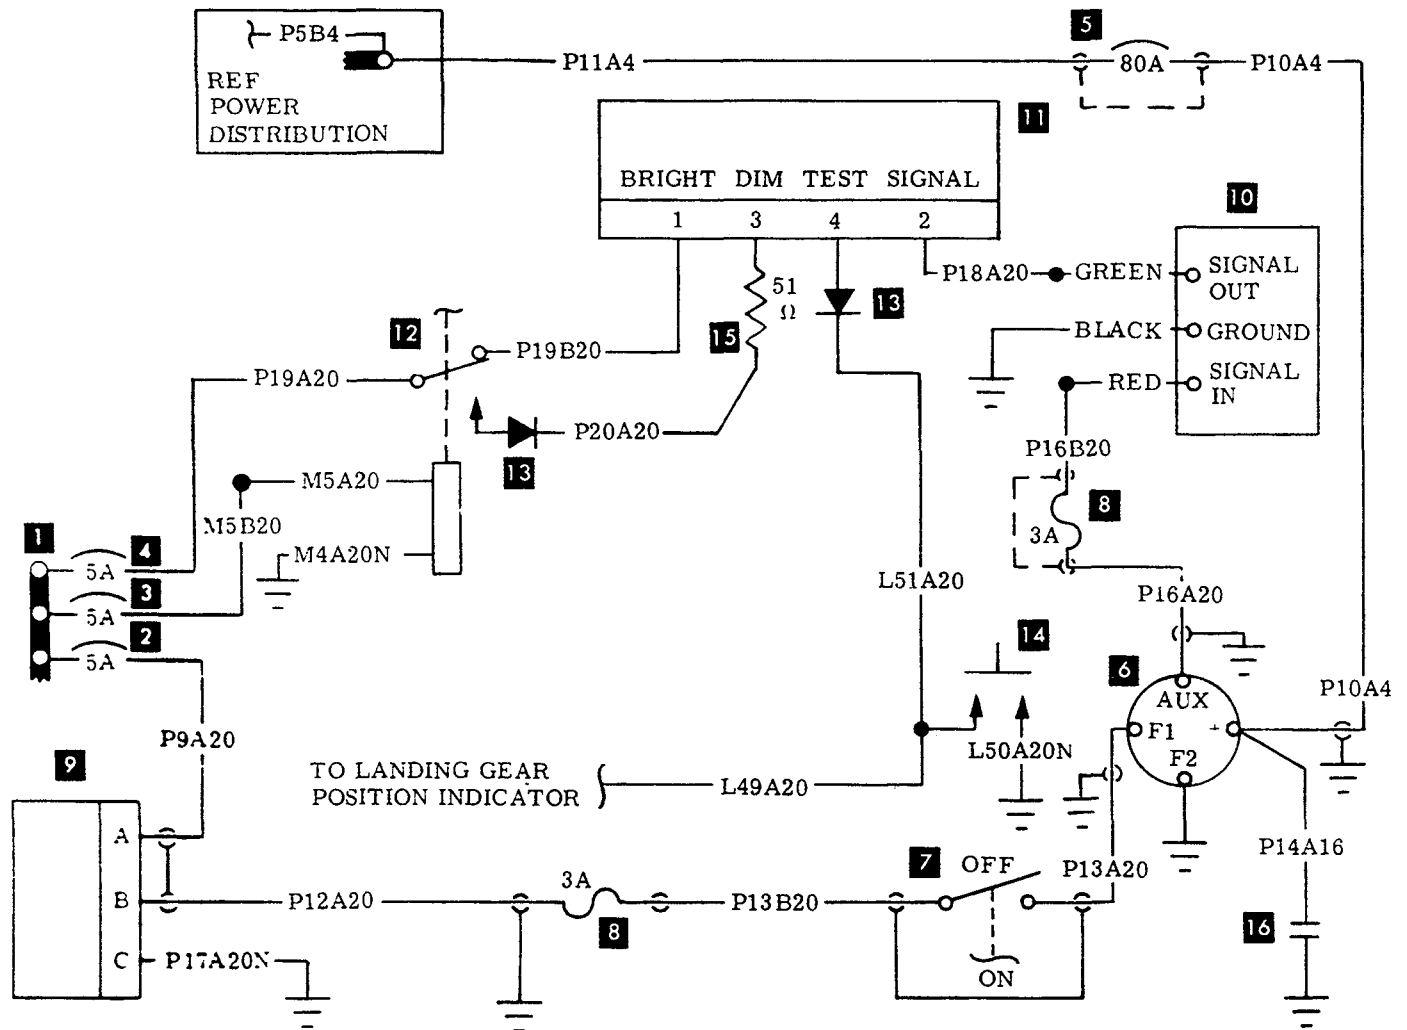 P5B4
REF
POWER
DISTRIBUTION
P11A4
5
80A
P10A4
11
BRIGHT DIM TEST SIGNAL
1 3 4 2
10
P18A20 GREEN SIGNAL
OUT
BLACK GROUND
RED SIGNAL
IN
51
Ω
13
15
12
P19B20
P19A20
P20A20
13
P16B20
8
3A
M5A20
M5B20
M4A20N
1
5A 4
5A 3
5A 2
L51A20
P16A20
14
6
AUX
F1 +
F2
P10A4
P9A20
9
L50A20N
TO LANDING GEAR
POSITION INDICATOR
L49A20
A
B
C
P12A20
3A
8
P13B20
7
OFF
ON
P13A20
P14A16
16
P17A20N